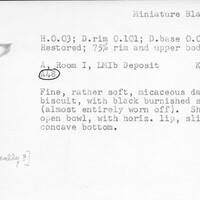 Miniature Bla
H.O.03; D.rim 0.101; D.base 0.0
Restored; 75% rim and upper bod
A, Room I, LMIb Deposit K
448
Fine, rather soft, micaceous da
biscuit, with black burnished s
(almost entirely worn off). Sh
open bowl, with horiz. lip, sli
concave bottom.
ally ?]